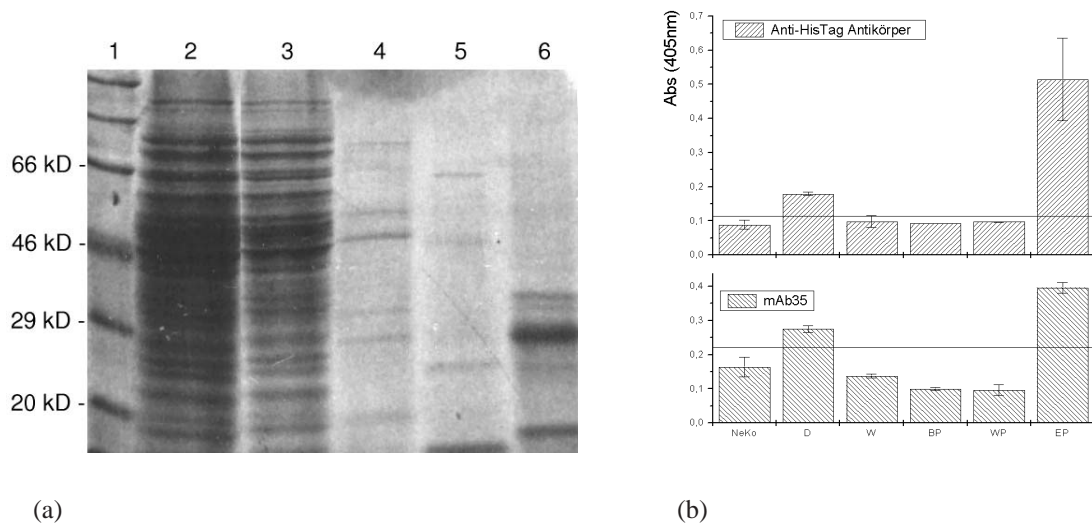 1 2 3 4 5 6
66 kD -
46 kD -
29 kD -
20 kD -
(a)
(b)
Abs (405nm)
0,7
0,6
0,5
0,4
0,3
0,2
0,1
0,0
Anti-HisTag Antikörper
0,4
0,3
0,2
0,1
0,0
mAb35
NeKo D W BP WP EP
(b)